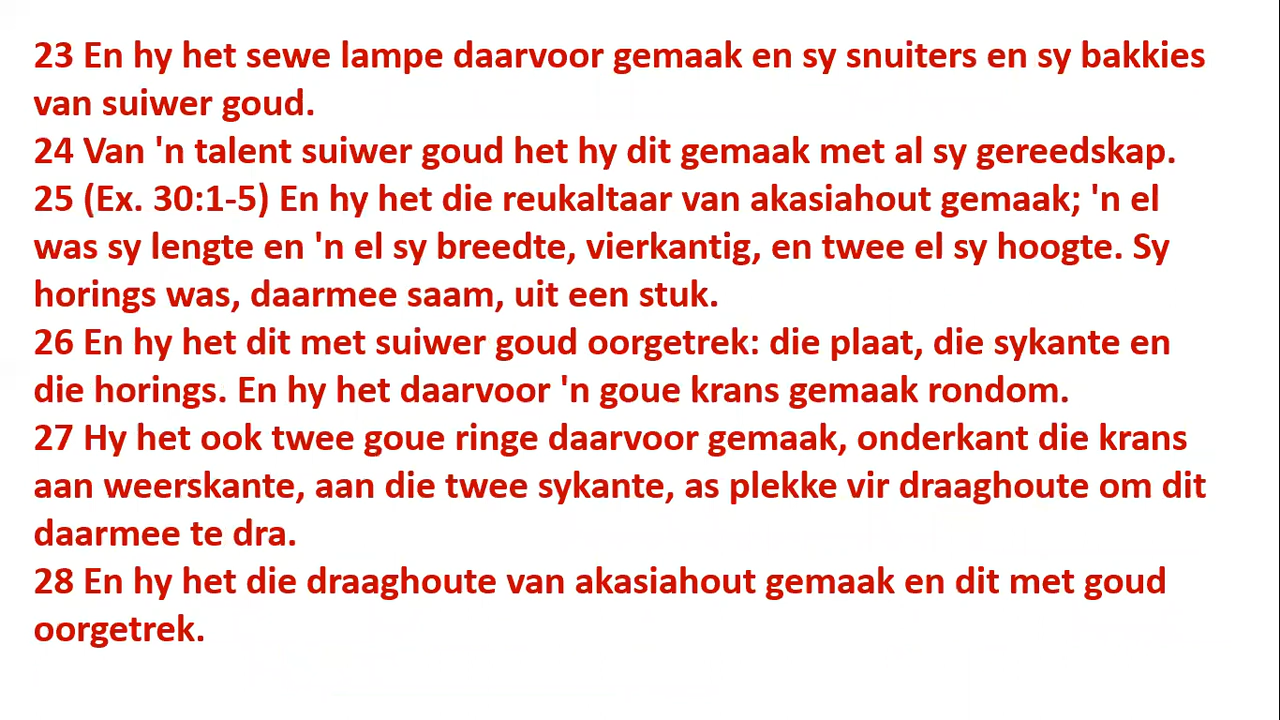 23 En hy het sewe lampe daarvoor gemaak en sy snuiters en sy bakkies
van suiwer goud.
24 Van 'n talent suiwer goud het hy dit gemaak met al sy gereedskap.
25 (Ex. 30:1-5) En hy het die reukaltaar van akasiahout gemaak; 'n el
was sy lengte en 'n el sy breedte, vierkantig, en twee el sy hoogte. Sy
horings was, daarmee saam, uit een stuk.
26 En hy het dit met suiwer goud oorgetrek: die plaat, die sykante en
die horings. En hy het daarvoor 'n goue krans gemaak rondom.
27 Hy het ook twee goue ringe daarvoor gemaak, onderkant die krans
aan weerskante, aan die twee sykante, as plekke vir draaghoute om dit
daarmee te dra.
28 En hy het die draaghoute van akasiahout gemaak en dit met goud
oorgetrek.